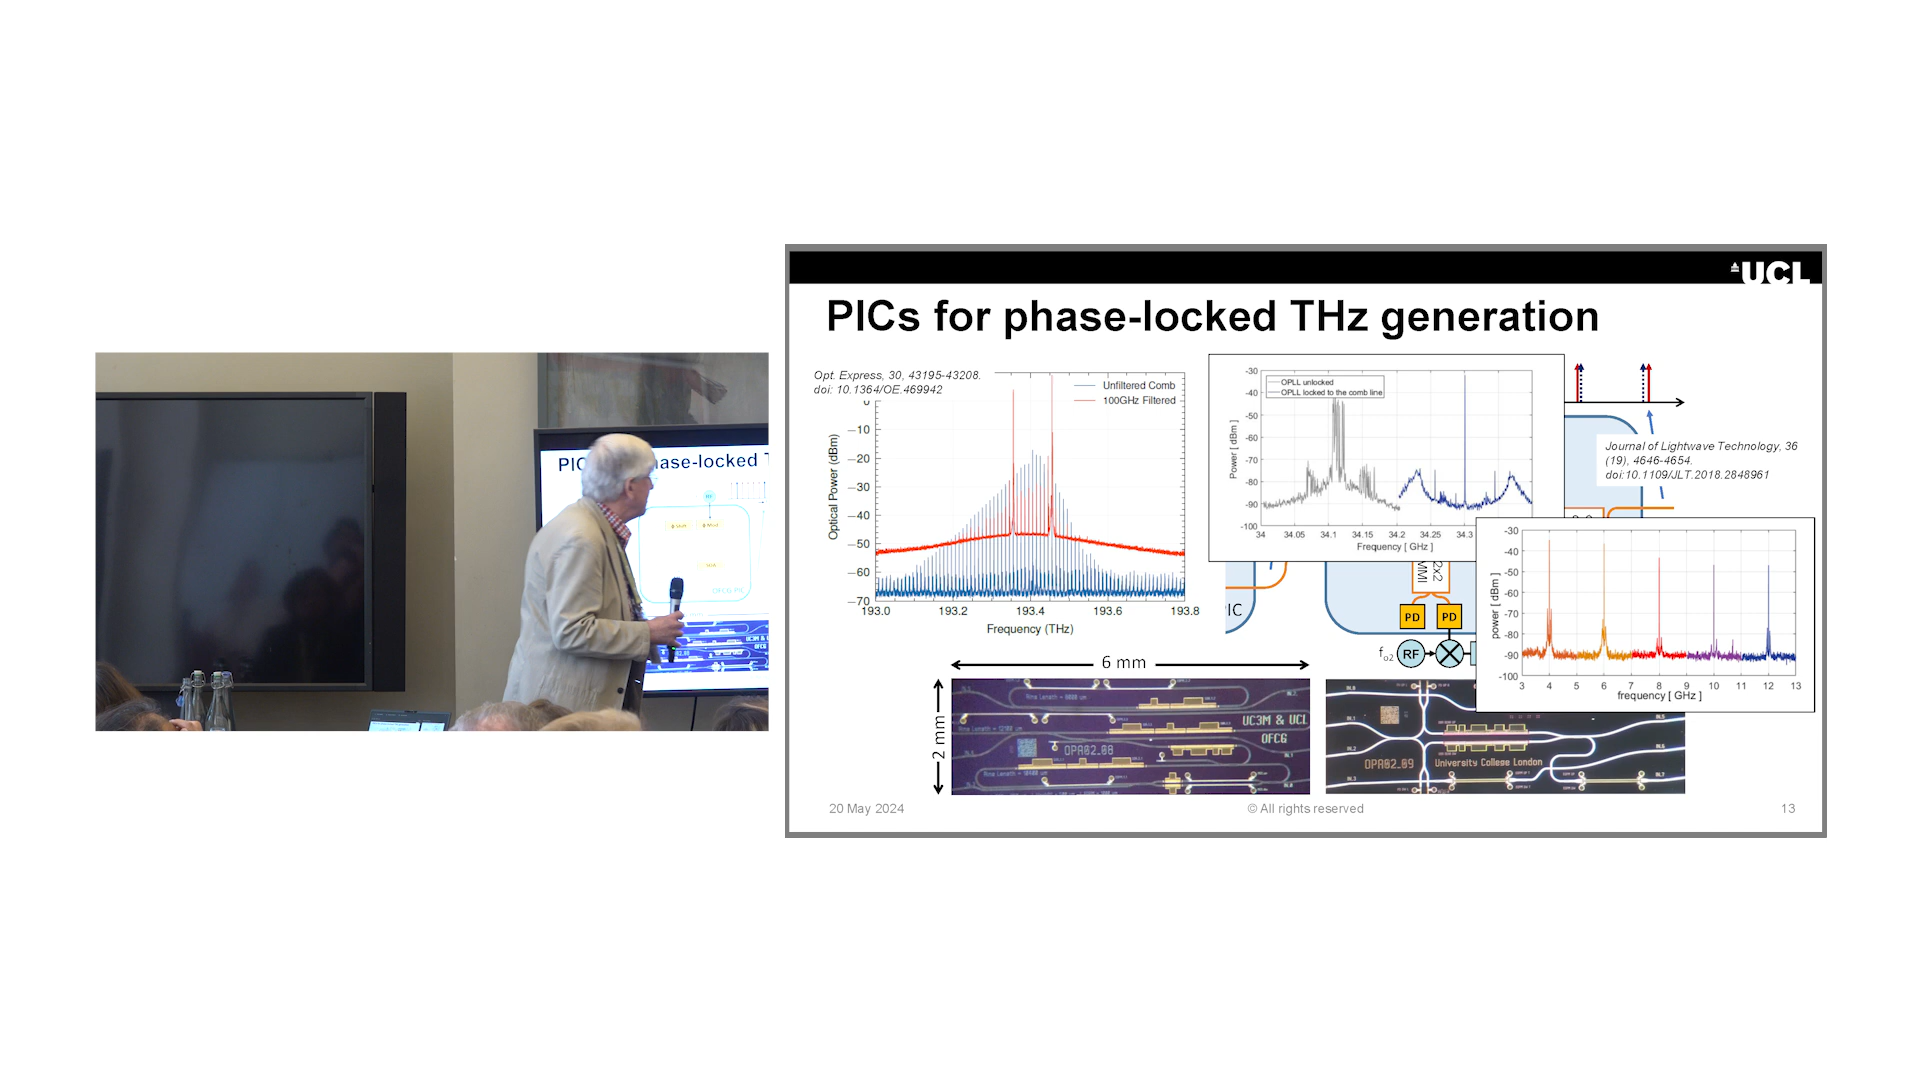 UCL
PICs for phase-locked THz generation
Opt. Express, 30, 43195-43208.
doi: 10.1364/OE.469942
Unfiltered Comb
100GHz Filtered
Optical Power (dBm)
0
−10
−20
−30
−40
−50
−60
−70
193.0 193.2 193.4 193.6 193.8
Frequency (THz)
OPLL unlocked
OPLL locked to the comb line
Power [ dBm ]
-30
-40
-50
-60
-70
-80
-90
-100
34 34.05 34.1 34.15 34.2 34.25 34.3
Frequency [ GHz ]
Journal of Lightwave Technology, 36
(19), 4646-4654.
doi:10.1109/JLT.2018.2848961
power [ dBm ]
-30
-40
-50
-60
-70
-80
-90
-100
3 4 5 6 7 8 9 10 11 12 13
frequency [ GHz ]
2x2
MMI
PD PD
RF
PIC
6 mm
2 mm
UC3M & UCL
OFCG
OPA02.08
OPA02.09
University College London
20 May 2024
© All rights reserved
13
PIC
ase-locked T
OFCG PIC